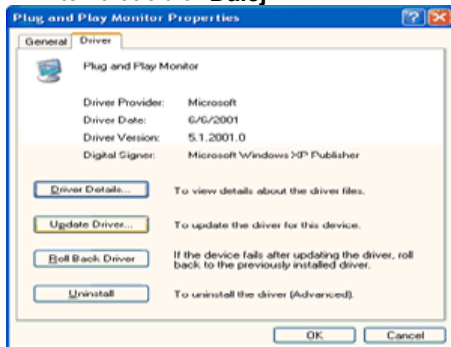 Plug and Play Monitor Properties
General Driver
Plug and Play Monitor
Driver Provider: Microsoft
Driver Date: 6/6/2001
Driver Version: 5.1.2001.0
Digital Signer: Microsoft Windows XP Publisher
Driver Details... To view details about the driver files.
Update Driver... To update the driver for this device.
Roll Back Driver If the device fails after updating the driver, roll
back to the previously installed driver.
Uninstall To uninstall the driver (Advanced).
OK Cancel